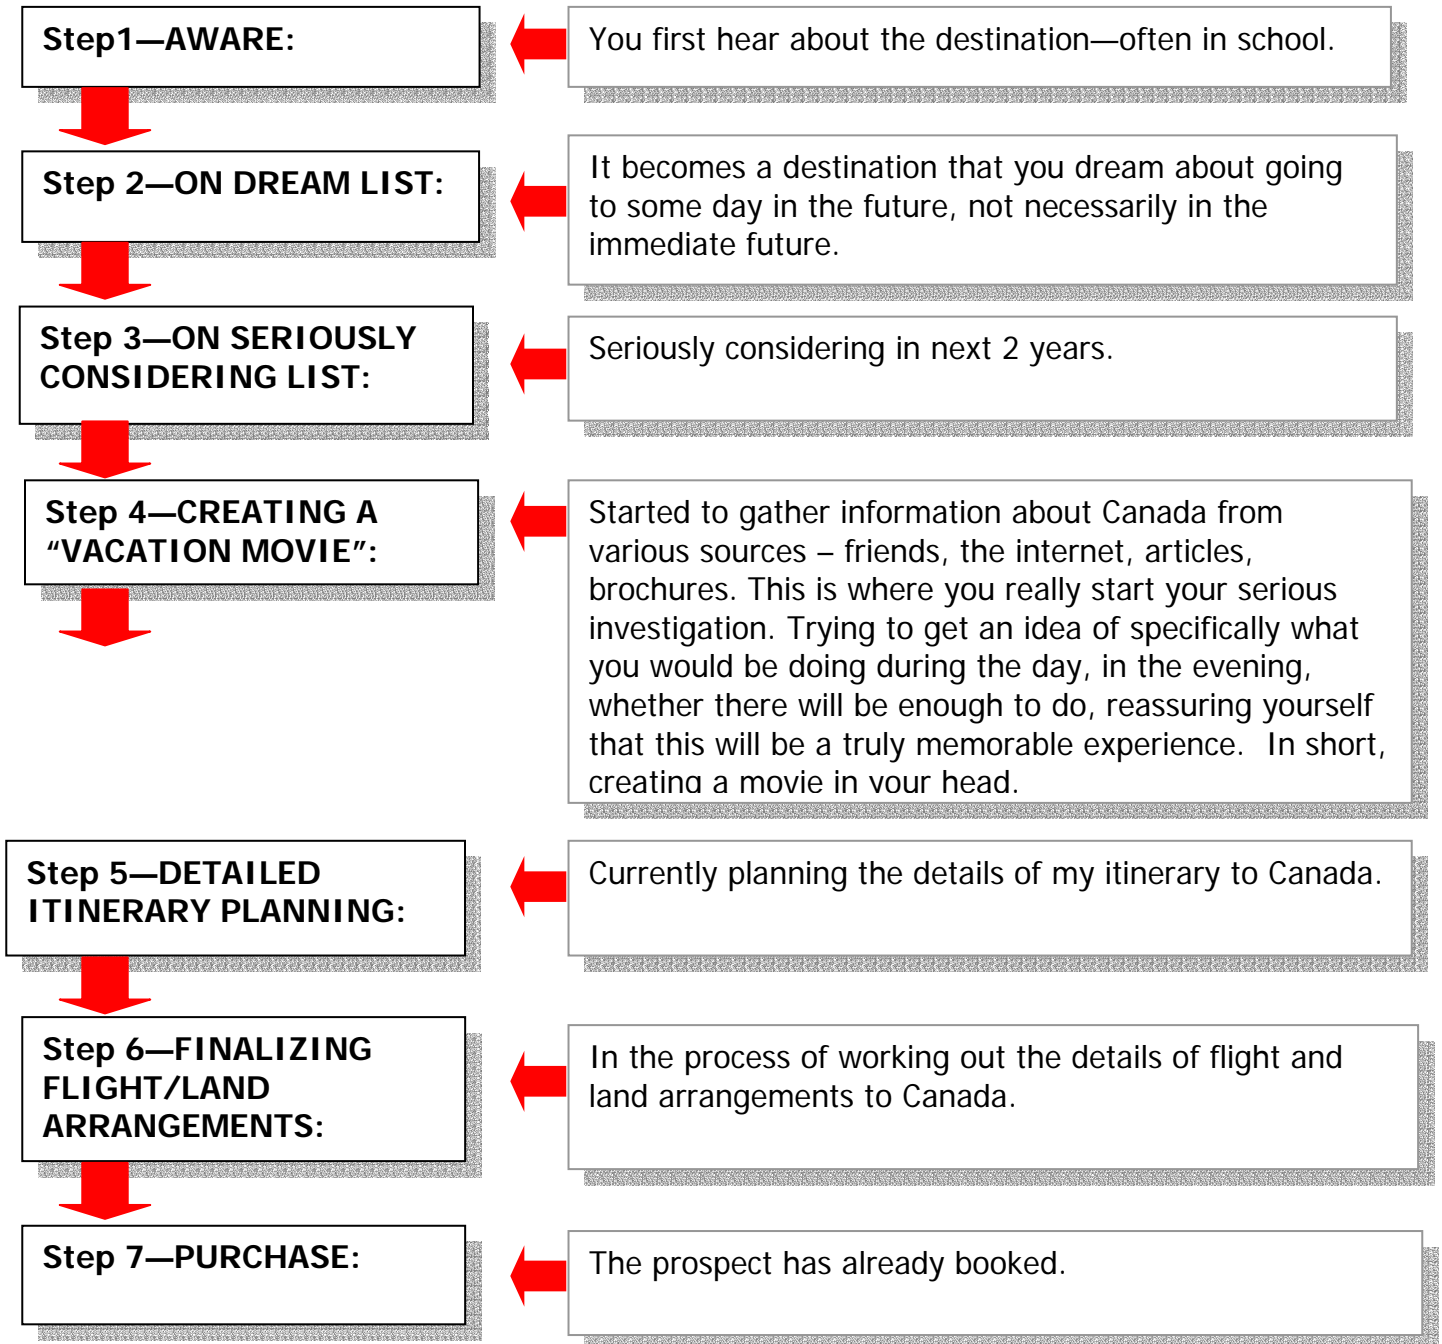 Step1—AWARE:
You first hear about the destination—often in school.
Step 2—ON DREAM LIST:
It becomes a destination that you dream about going
to some day in the future, not necessarily in the
immediate future.
Step 3—ON SERIOUSLY
CONSIDERING LIST:
Seriously considering in next 2 years.
Step 4—CREATING A
“VACATION MOVIE”:
Started to gather information about Canada from
various sources – friends, the internet, articles,
brochures. This is where you really start your serious
investigation. Trying to get an idea of specifically what
you would be doing during the day, in the evening,
whether there will be enough to do, reassuring yourself
that this will be a truly memorable experience.  In short,
creating a movie in your head.
Step 5—DETAILED
ITINERARY PLANNING:
Currently planning the details of my itinerary to Canada.
Step 6—FINALIZING
FLIGHT/LAND
ARRANGEMENTS:
In the process of working out the details of flight and
land arrangements to Canada.
Step 7—PURCHASE:
The prospect has already booked.